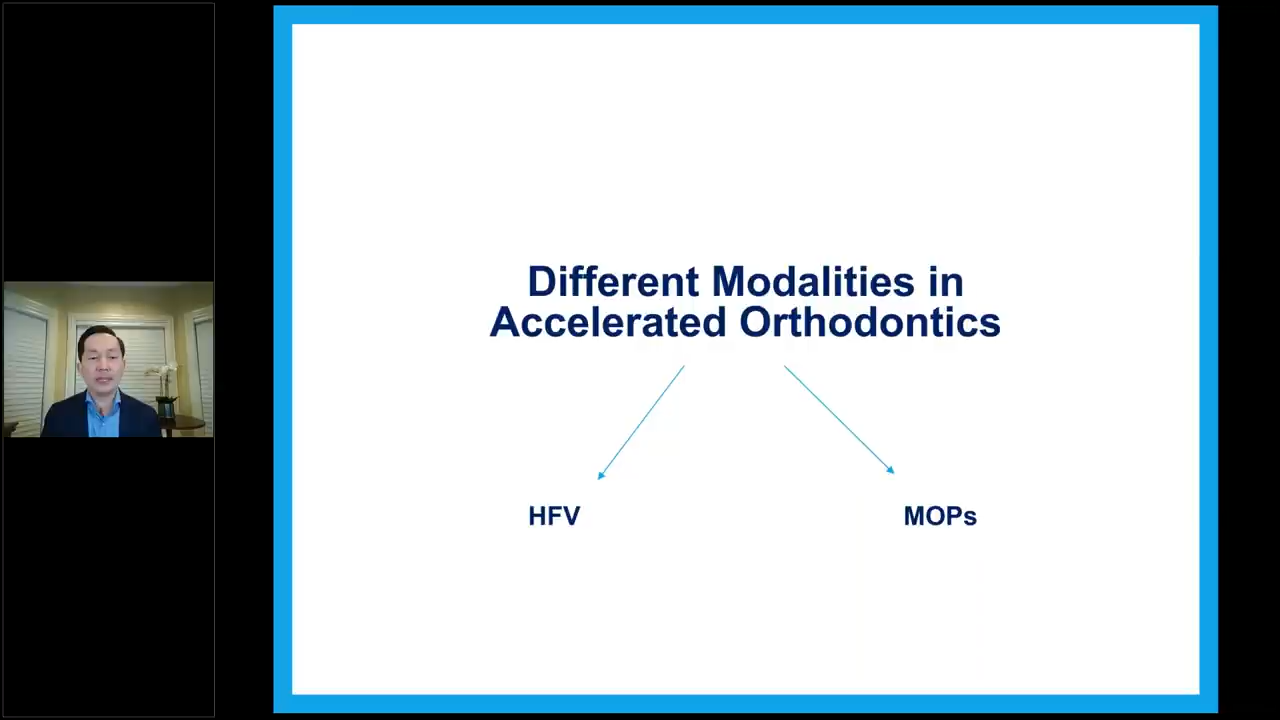 Different Modalities in
Accelerated Orthodontics
HFV
MOPs